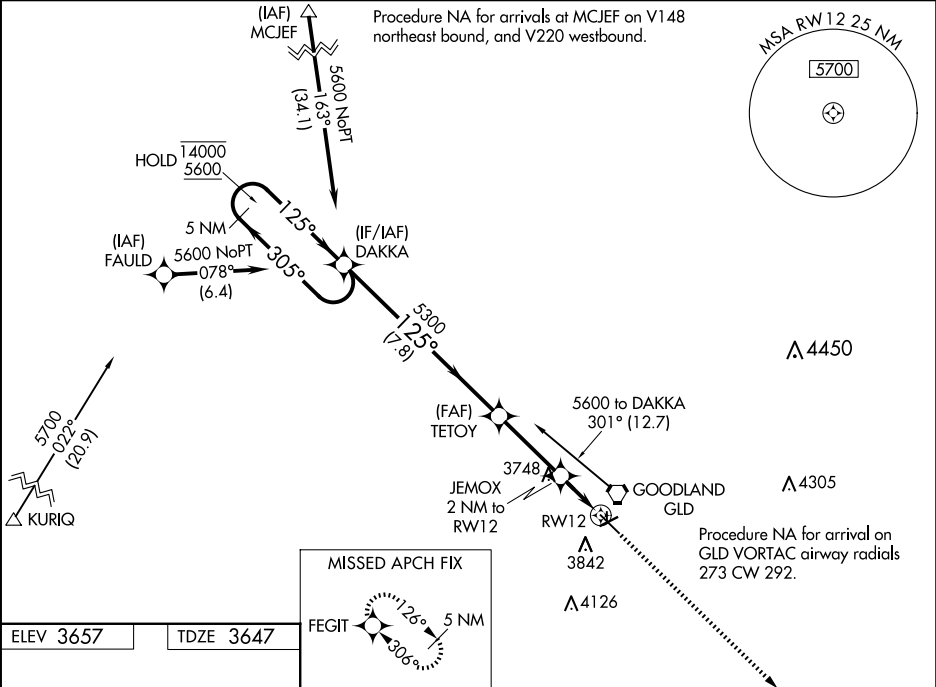 (IAF)
MCJEF
Procedure NA for arrivals at MCJEF on V148
northeast bound, and V220 westbound.
MSA RW12 25 NM
5700
5600 NoPT
163°
(34.1)
HOLD 14000
5600
5 NM
125°
305°
(IF/IAF)
DAKKA
(IAF)
FAULD
5600 NoPT
078°
(6.4)
5300
125°
(7.8)
4450
5700
022°
(20.9)
KURIQ
(FAF)
TETOY
5600 to DAKKA
301° (12.7)
3748
JEMOX
2 NM to
RW12
GOODLAND
GLD
4305
RW12
3842
4126
Procedure NA for arrival on
GLD VORTAC airway radials
273 CW 292.
MISSED APCH FIX
FEGIT
126°
306°
5 NM
ELEV 3657
TDZE 3647